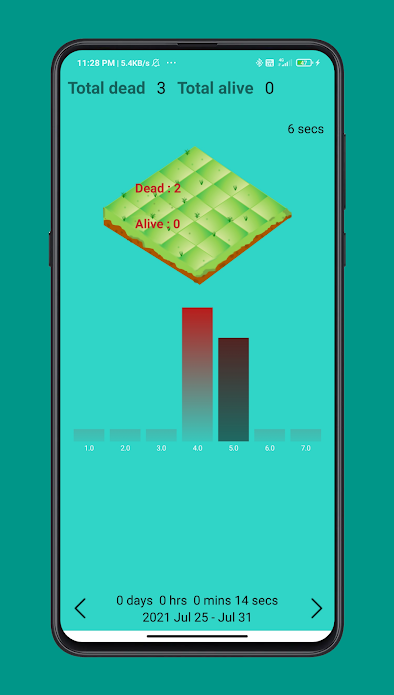 11:28 PM | 5.4KB/s
Total dead 3 Total alive 0
6 secs
Dead : 2
Alive : 0
1.0 2.0 3.0 4.0 5.0 6.0 7.0
0 days 0 hrs 0 mins 14 secs
2021 Jul 25 - Jul 31